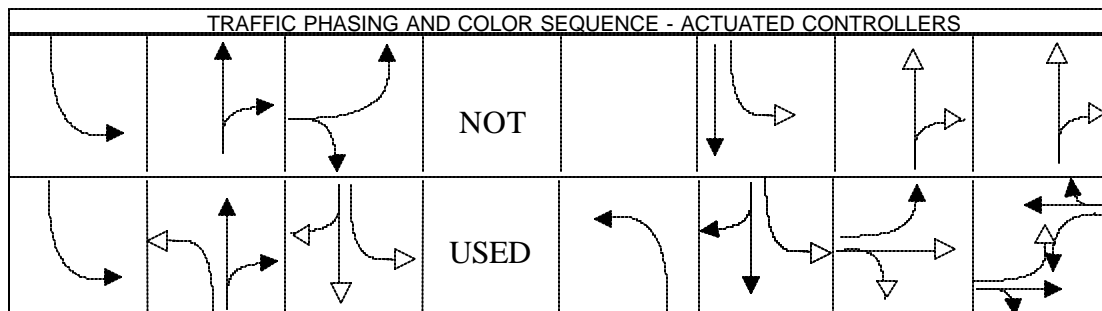 TRAFFIC PHASING AND COLOR SEQUENCE - ACTUATED CONTROLLERS
NOT
USED